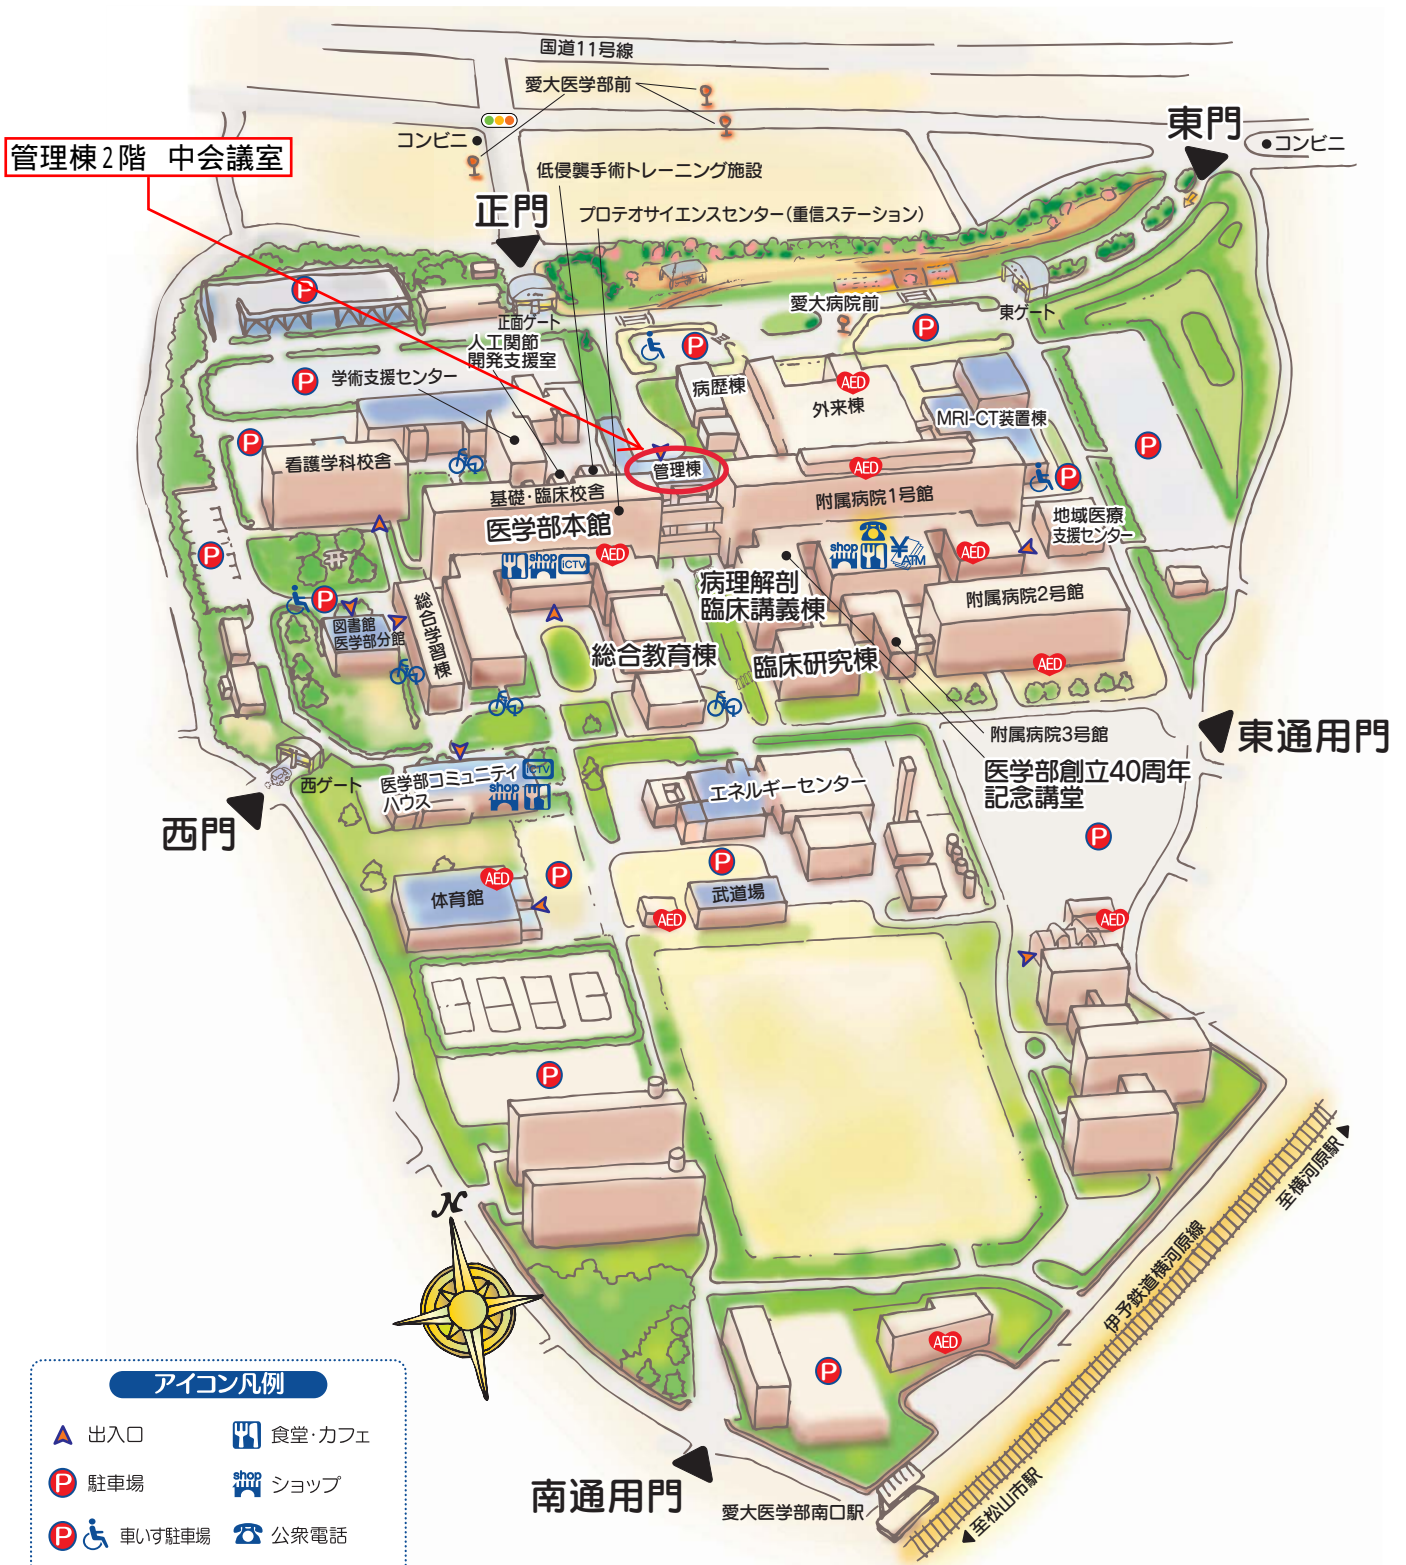 国道11号線
愛大医学部前
東門
コンビニ
コンビニ
管理棟2階 中会議室
低侵襲手術トレーニング施設
正門
プロテオサイエンスセンター(重信ステーション)
P
愛大病院前
東ゲート
正面ゲート
人工関節
開発支援室
P
P
学術支援センター
P
病歴棟
AED
外来棟
MRI-CT装置棟
P
P
看護学科校舎
管理棟
AED
P
基礎・臨床校舎
附属病院1号館
医学部本館
地域医療
支援センター
P
shop
iCTV
AED
shop
¥
ATM
AED
病理解剖
臨床講義棟
附属病院2号館
P
総合学習棟
図書館
医学部分館
総合教育棟
臨床研究棟
AED
附属病院3号館
東通用門
医学部創立40周年
記念講堂
西ゲート
医学部コミュニティ
ハウス
iCTV
shop
エネルギーセンター
西門
P
P
P
AED
体育館
武道場
AED
AED
P
至横河原駅
N
伊予鉄道横河原線
AED
P
アイコン凡例
出入口
食堂・カフェ
P
駐車場
shop
ショップ
P
車いす駐車場
公衆電話
南通用門
愛大医学部南口駅
至松山市駅